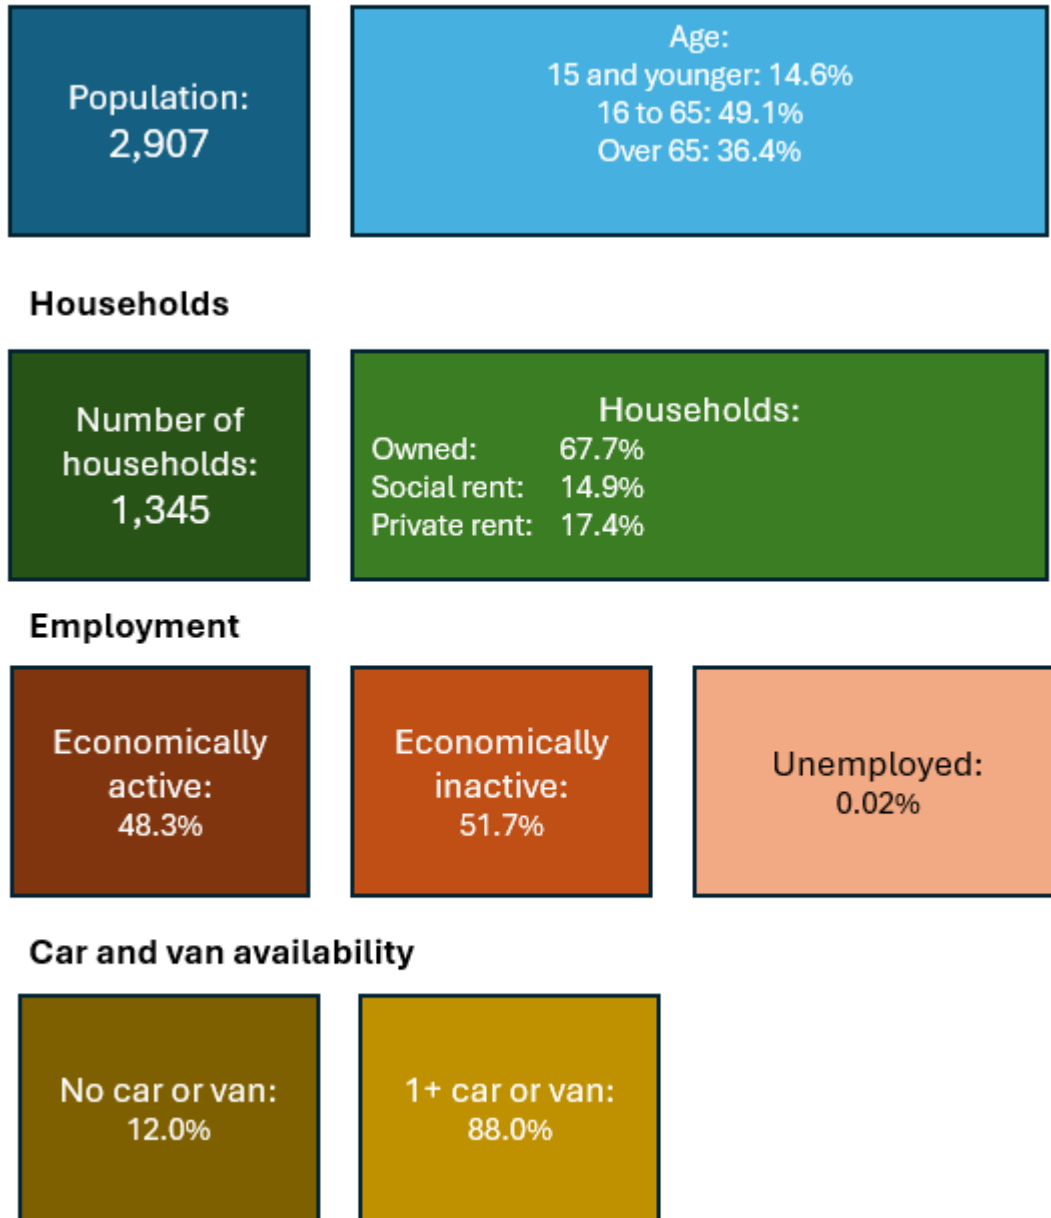 Population:
2,907
Age:
15 and younger: 14.6%
16 to 65: 49.1%
Over 65: 36.4%
Households
Number of
households:
1,345
Households:
Owned: 67.7%
Social rent: 14.9%
Private rent: 17.4%
Employment
Economically
active:
48.3%
Economically
inactive:
51.7%
Unemployed:
0.02%
Car and van availability
No car or van:
12.0%
1+ car or van:
88.0%